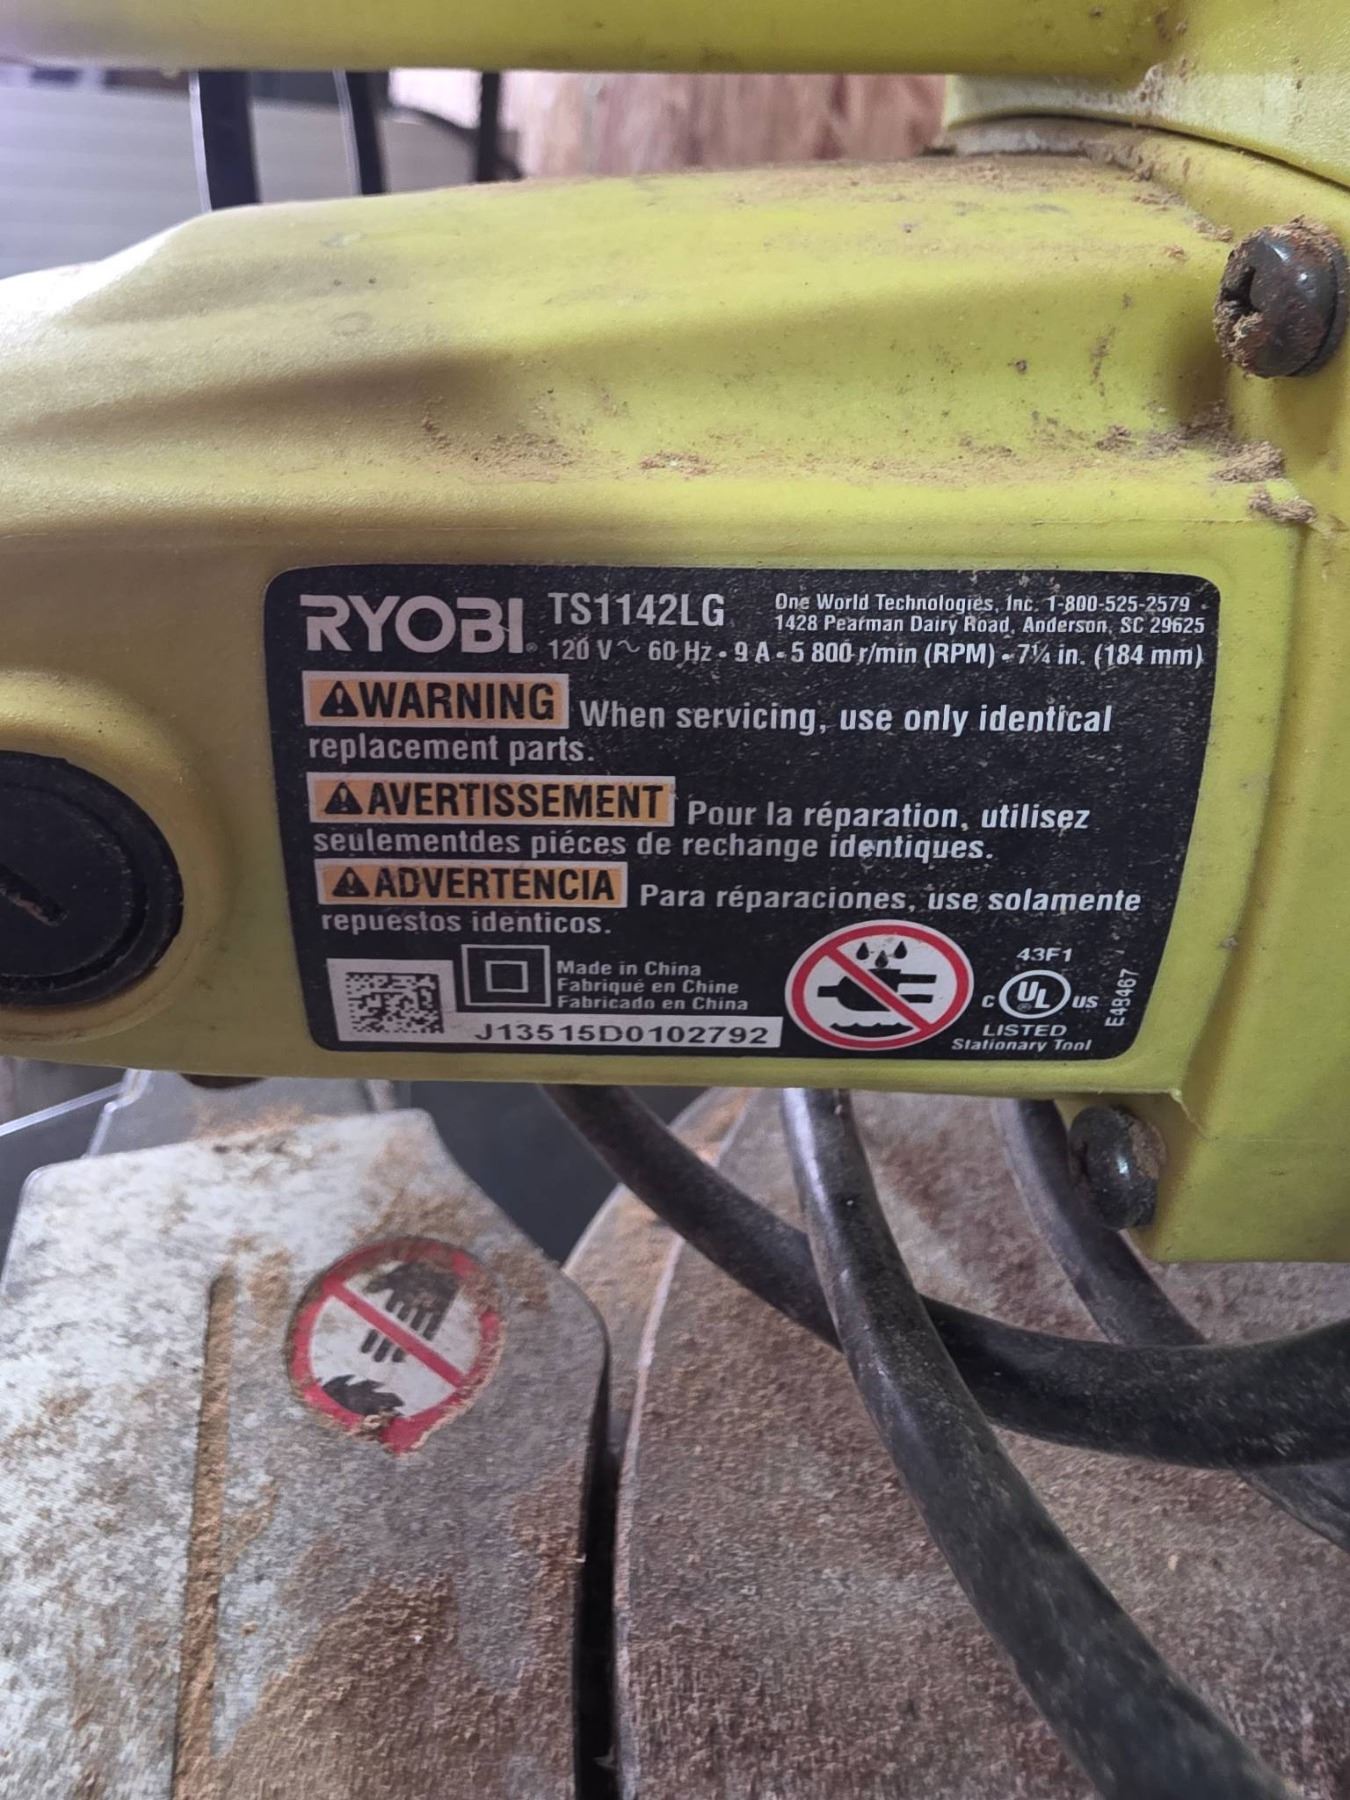 RYOBI® TS1142LG
One World Technologies, Inc. 1-800-525-2579
1428 Pearman Dairy Road, Anderson, SC 29625
120 V ~ 60 Hz • 9 A • 5 800 r/min (RPM) • 7¼ in. (184 mm)
WARNING When servicing, use only identical
replacement parts.
AVERTISSEMENT Pour la réparation, utilisez
seulementdes piéces de rechange identiques.
ADVERTENCIA Para réparaciones, use solamente
repuestos identicos.
Made in China
Fabriqué en Chine
Fabricado en China
J13515D0102792
43F1
C UL® US
LISTED
Stationary Tool
E48467